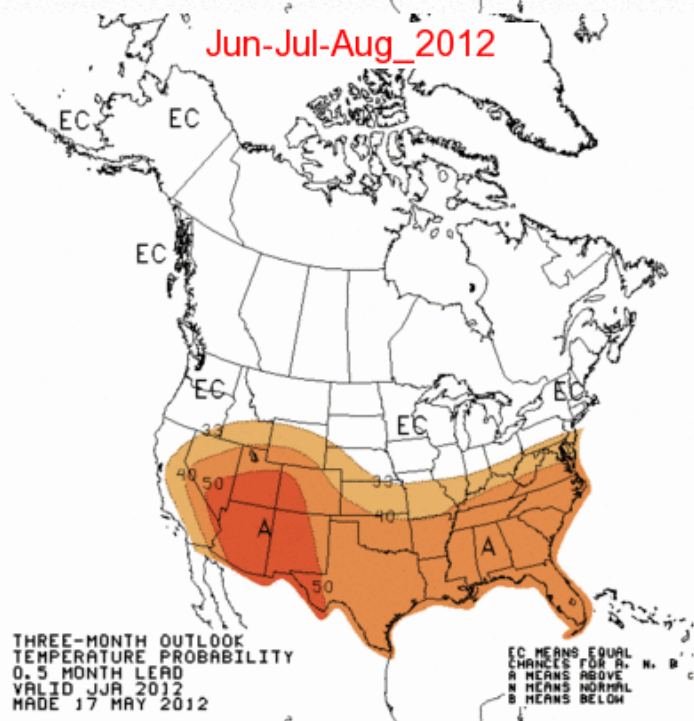 Jun-Jul-Aug_2012
EC
EC
EC
EC
EC
EC
33
40
50
33
40
A
A
50
THREE-MONTH OUTLOOK
TEMPERATURE PROBABILITY
0.5 MONTH LEAD
VALID JJA 2012
MADE 17 MAY 2012
EC MEANS EQUAL
CHANCES FOR A, N, B
A MEANS ABOVE
N MEANS NORMAL
B MEANS BELOW